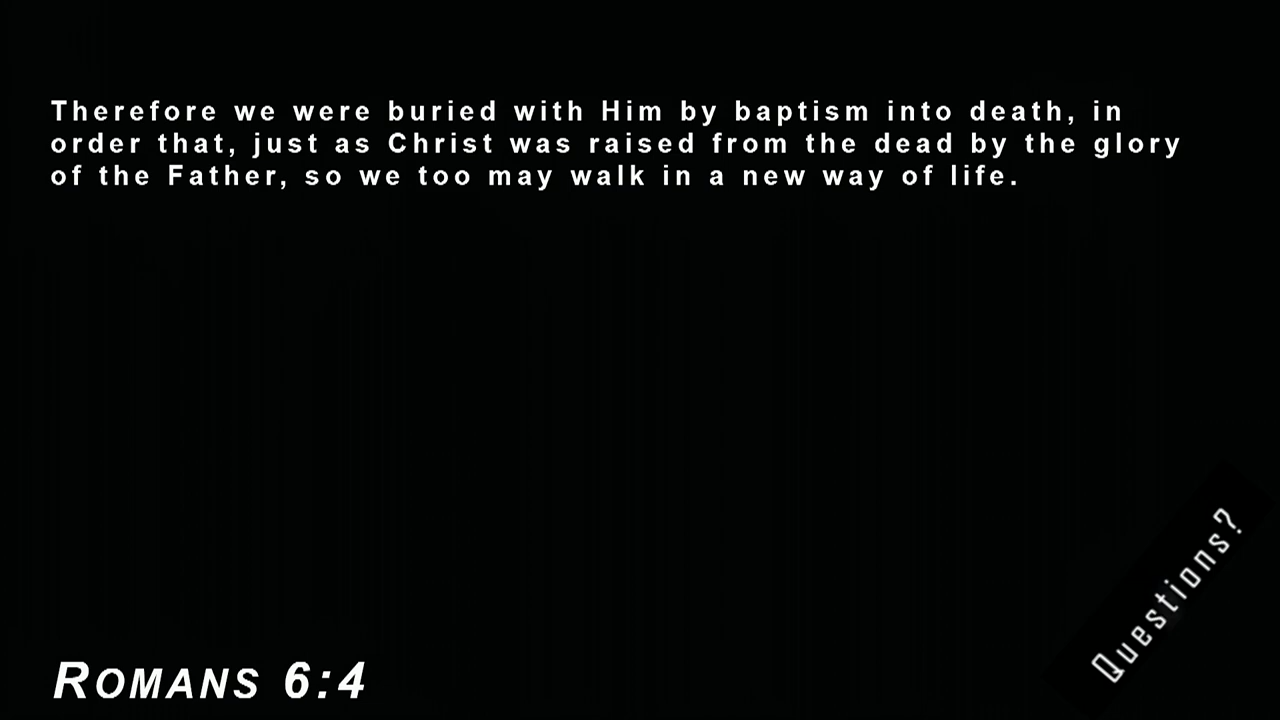 Therefore we were buried with Him by baptism into death, in
order that, just as Christ was raised from the dead by the glory
of the Father, so we too may walk in a new way of life.
Questions?
ROMANS 6:4